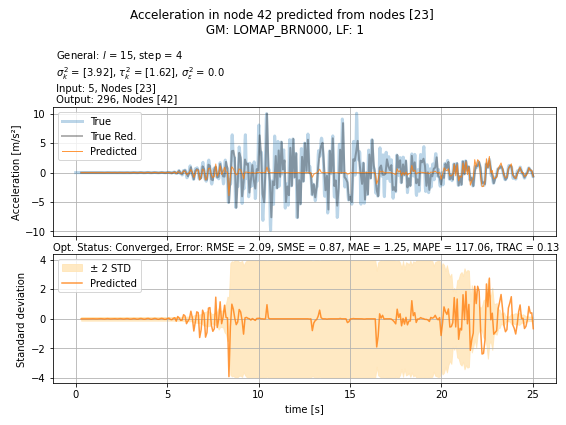 Acceleration in node 42 predicted from nodes [23]
GM: LOMAP_BRN000, LF: 1
General: l = 15, step = 4
σ²ₖ = [3.92], τ²ₖ = [1.62], σ²ε = 0.0
Input: 5, Nodes [23]
Output: 296, Nodes [42]
10
5
0
−5
−10
Acceleration [m/s²]
True
True Red.
Predicted
Opt. Status: Converged, Error: RMSE = 2.09, SMSE = 0.87, MAE = 1.25, MAPE = 117.06, TRAC = 0.13
4
2
0
−2
−4
Standard deviation
± 2 STD
Predicted
0 5 10 15 20 25
time [s]